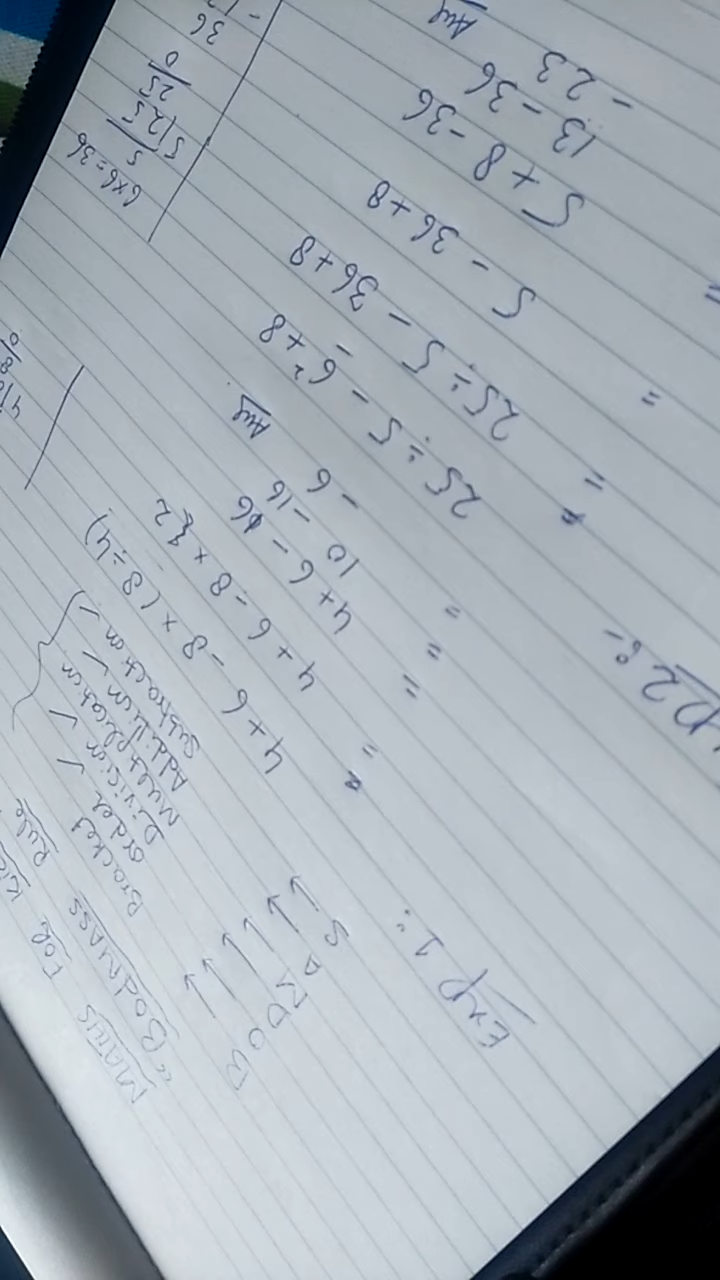 MATHS FOR
"BODMASS Rule
B → Bracket
O → order
D → Division ✓
M → Multiplication ✓
A → Addition ✓
S → Subtraction ✓
Exp 1:
4 + 6 - 8 × (8 ÷ 4)
= 4 + 6 - 8 × 2
= 4 + 6 - 16
= 10 - 16
= - 6 Ans
p 2 :-
25 ÷ 5 - 6² + 8
= 25 ÷ 5 - 36 + 8
= 5 - 36 + 8
= 5 + 8 - 36
13 - 36
- 23 Ans
6×6=36
5
5/25
25
0
36